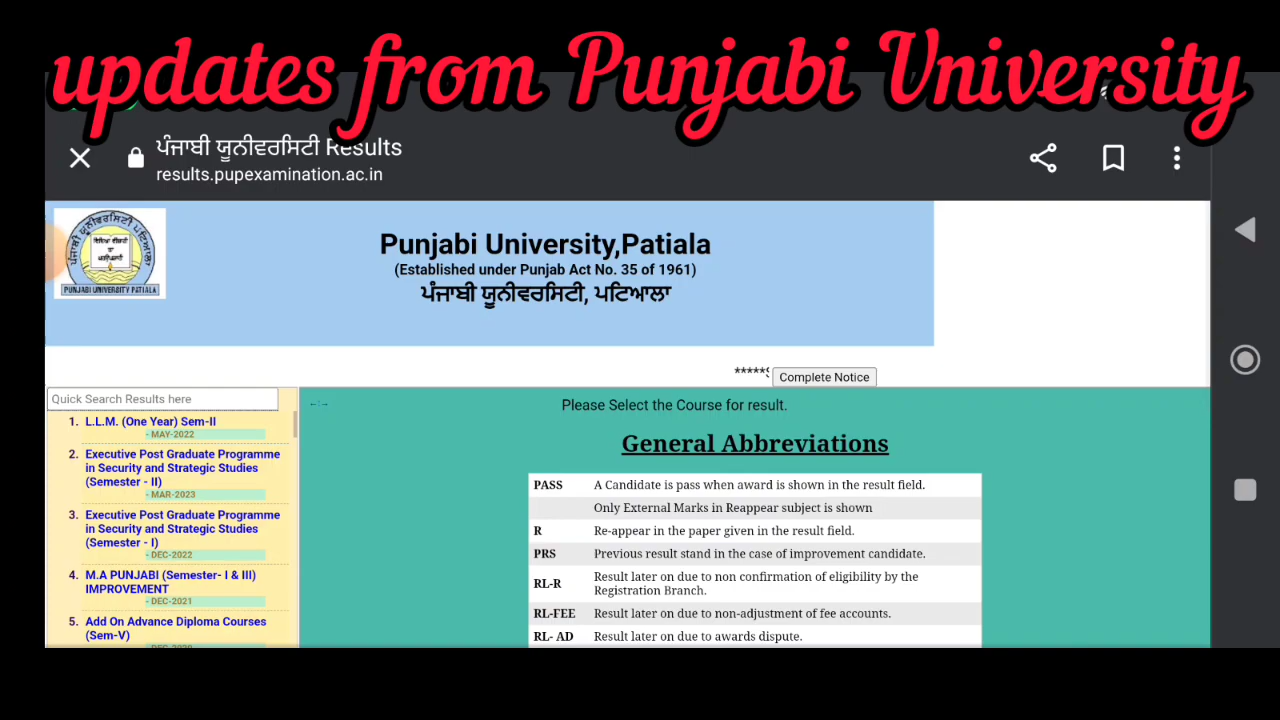 updates from Punjabi University
ਪੰਜਾਬੀ ਯੂਨੀਵਰਸਿਟੀ Results
results.pupexamination.ac.in
PUNJABI UNIVERSITY PATIALA
Punjabi University,Patiala
(Established under Punjab Act No. 35 of 1961)
ਪੰਜਾਬੀ ਯੂਨੀਵਰਸਿਟੀ, ਪਟਿਆਲਾ
Complete Notice
Quick Search Results here
1. L.L.M. (One Year) Sem-II
- MAY-2022
2. Executive Post Graduate Programme
in Security and Strategic Studies
(Semester - II)
- MAR-2023
3. Executive Post Graduate Programme
in Security and Strategic Studies
(Semester - I)
- DEC-2022
4. M.A PUNJABI (Semester- I & III)
IMPROVEMENT
- DEC-2021
5. Add On Advance Diploma Courses
(Sem-V)
Please Select the Course for result.
General Abbreviations
PASS A Candidate is pass when award is shown in the result field.
Only External Marks in Reappear subject is shown
R Re-appear in the paper given in the result field.
PRS Previous result stand in the case of improvement candidate.
RL-R Result later on due to non confirmation of eligibility by the
Registration Branch.
RL-FEE Result later on due to non-adjustment of fee accounts.
RL- AD Result later on due to awards dispute.